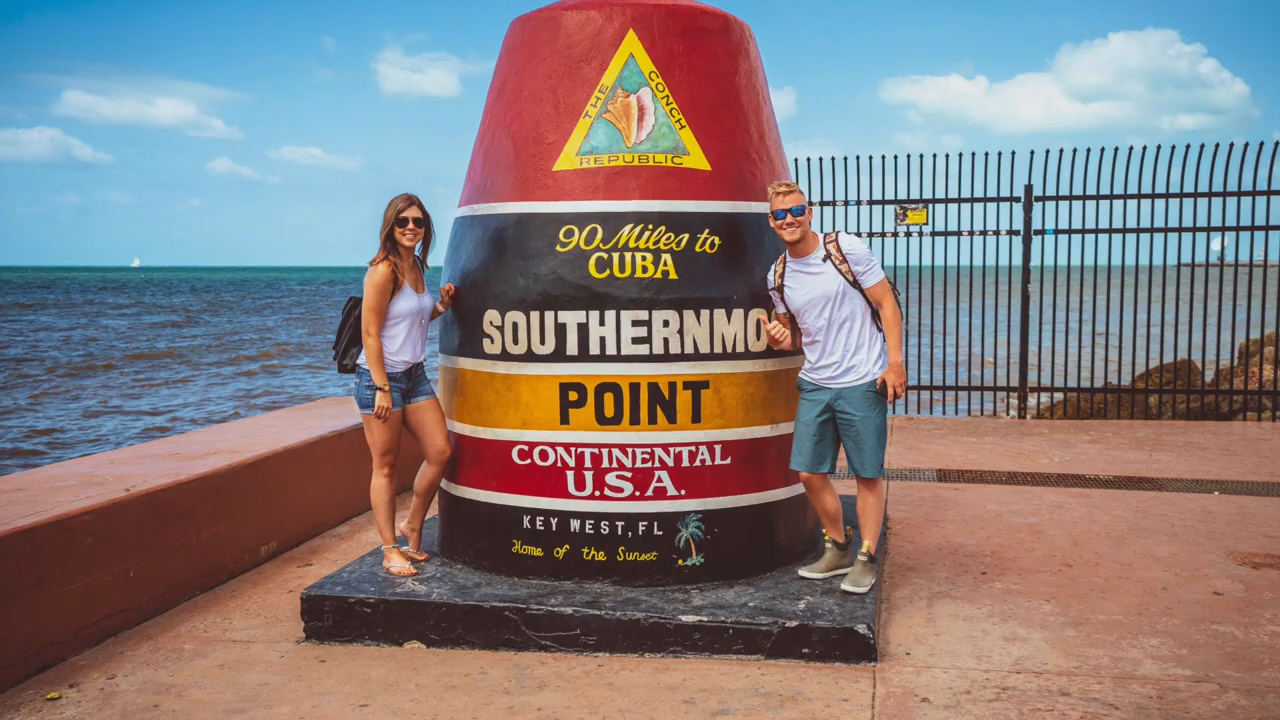 THE CONCH
REPUBLIC
90 Miles to
CUBA
SOUTHERNMO
POINT
CONTINENTAL
U.S.A.
KEY WEST, FL
Home of the Sunset